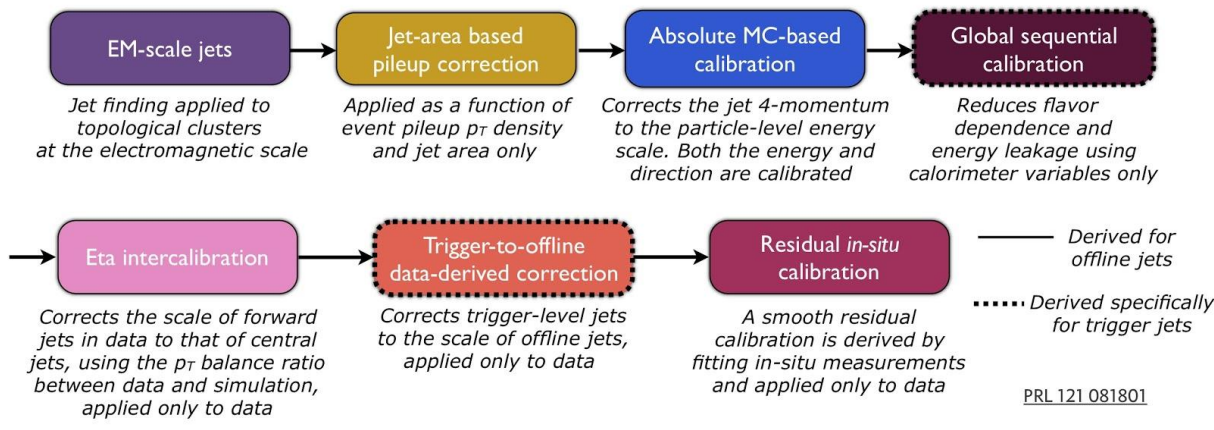 EM-scale jets
Jet finding applied to
topological clusters
at the electromagnetic scale
Jet-area based
pileup correction
Applied as a function of
event pileup pT density
and jet area only
Absolute MC-based
calibration
Corrects the jet 4-momentum
to the particle-level energy
scale. Both the energy and
direction are calibrated
Global sequential
calibration
Reduces flavor
dependence and
energy leakage using
calorimeter variables only
Eta intercalibration
Corrects the scale of forward
jets in data to that of central
jets, using the pT balance ratio
between data and simulation,
applied only to data
Trigger-to-offline
data-derived correction
Corrects trigger-level jets
to the scale of offline jets,
applied only to data
Residual in-situ
calibration
A smooth residual
calibration is derived by
fitting in-situ measurements
and applied only to data
Derived for
offline jets
Derived specifically
for trigger jets
PRL 121 081801